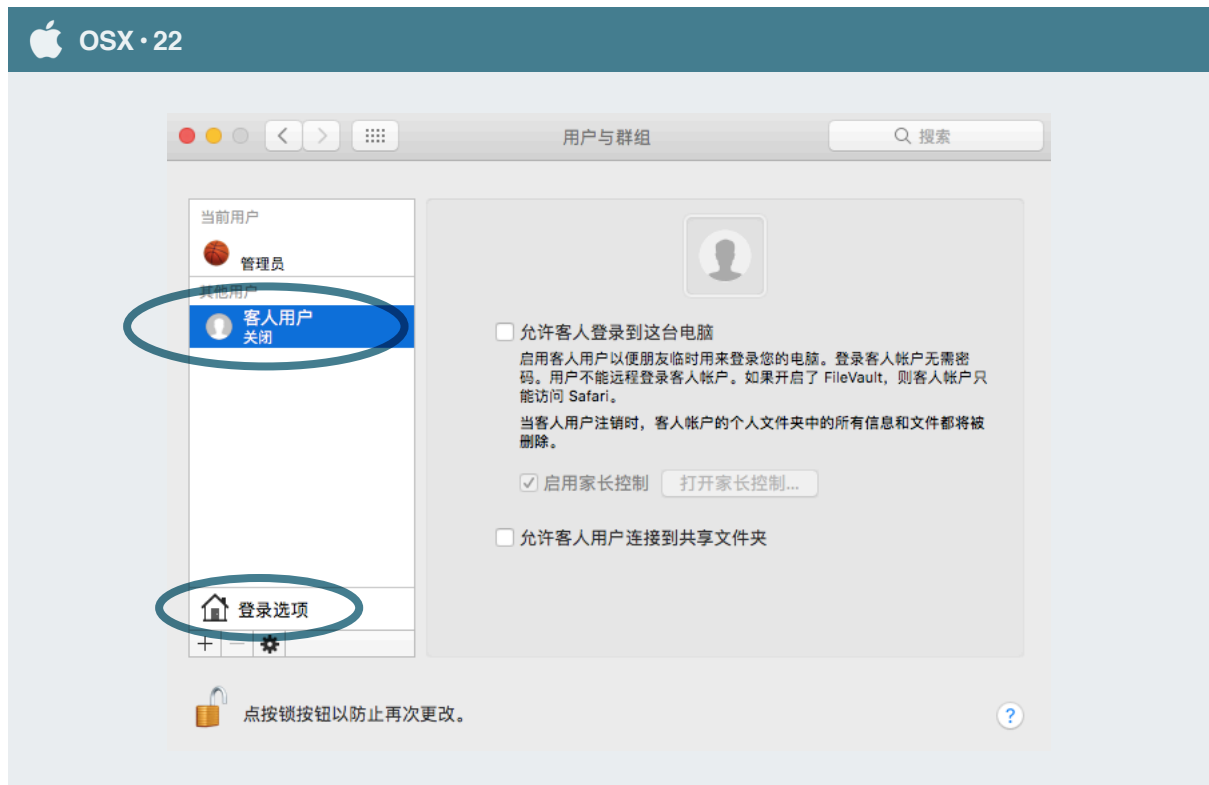 OSX·22
用户与群组
搜索
当前用户
管理员
其他用户
客人用户
关闭
允许客人登录到这台电脑
启用客人用户以便朋友临时用来登录您的电脑。登录客人帐户无需密
码。用户不能远程登录客人帐户。如果开启了 FileVault，则客人帐户只
能访问 Safari。
当客人用户注销时，客人帐户的个人文件夹中的所有信息和文件都将被
删除。
启用家长控制
打开家长控制...
允许客人用户连接到共享文件夹
登录选项
点按锁按钮以防止再次更改。
?